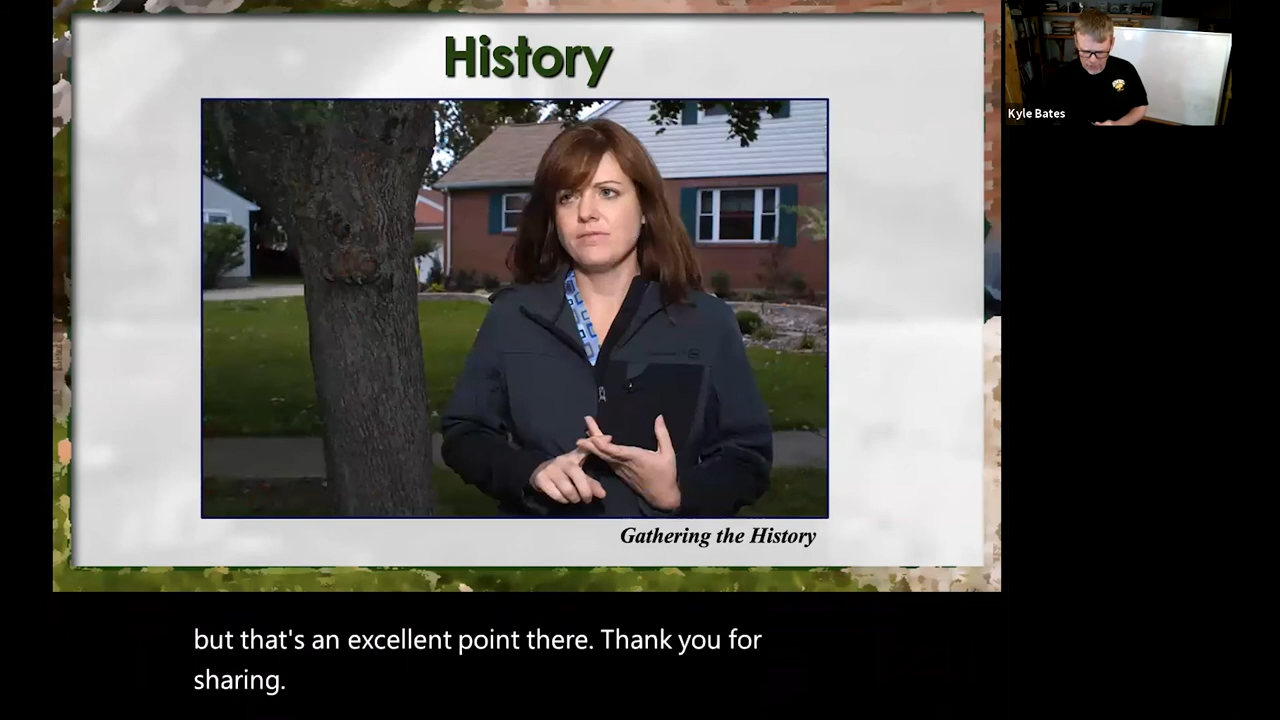 History
Kyle Bates
Gathering the History
but that's an excellent point there. Thank you for
sharing.